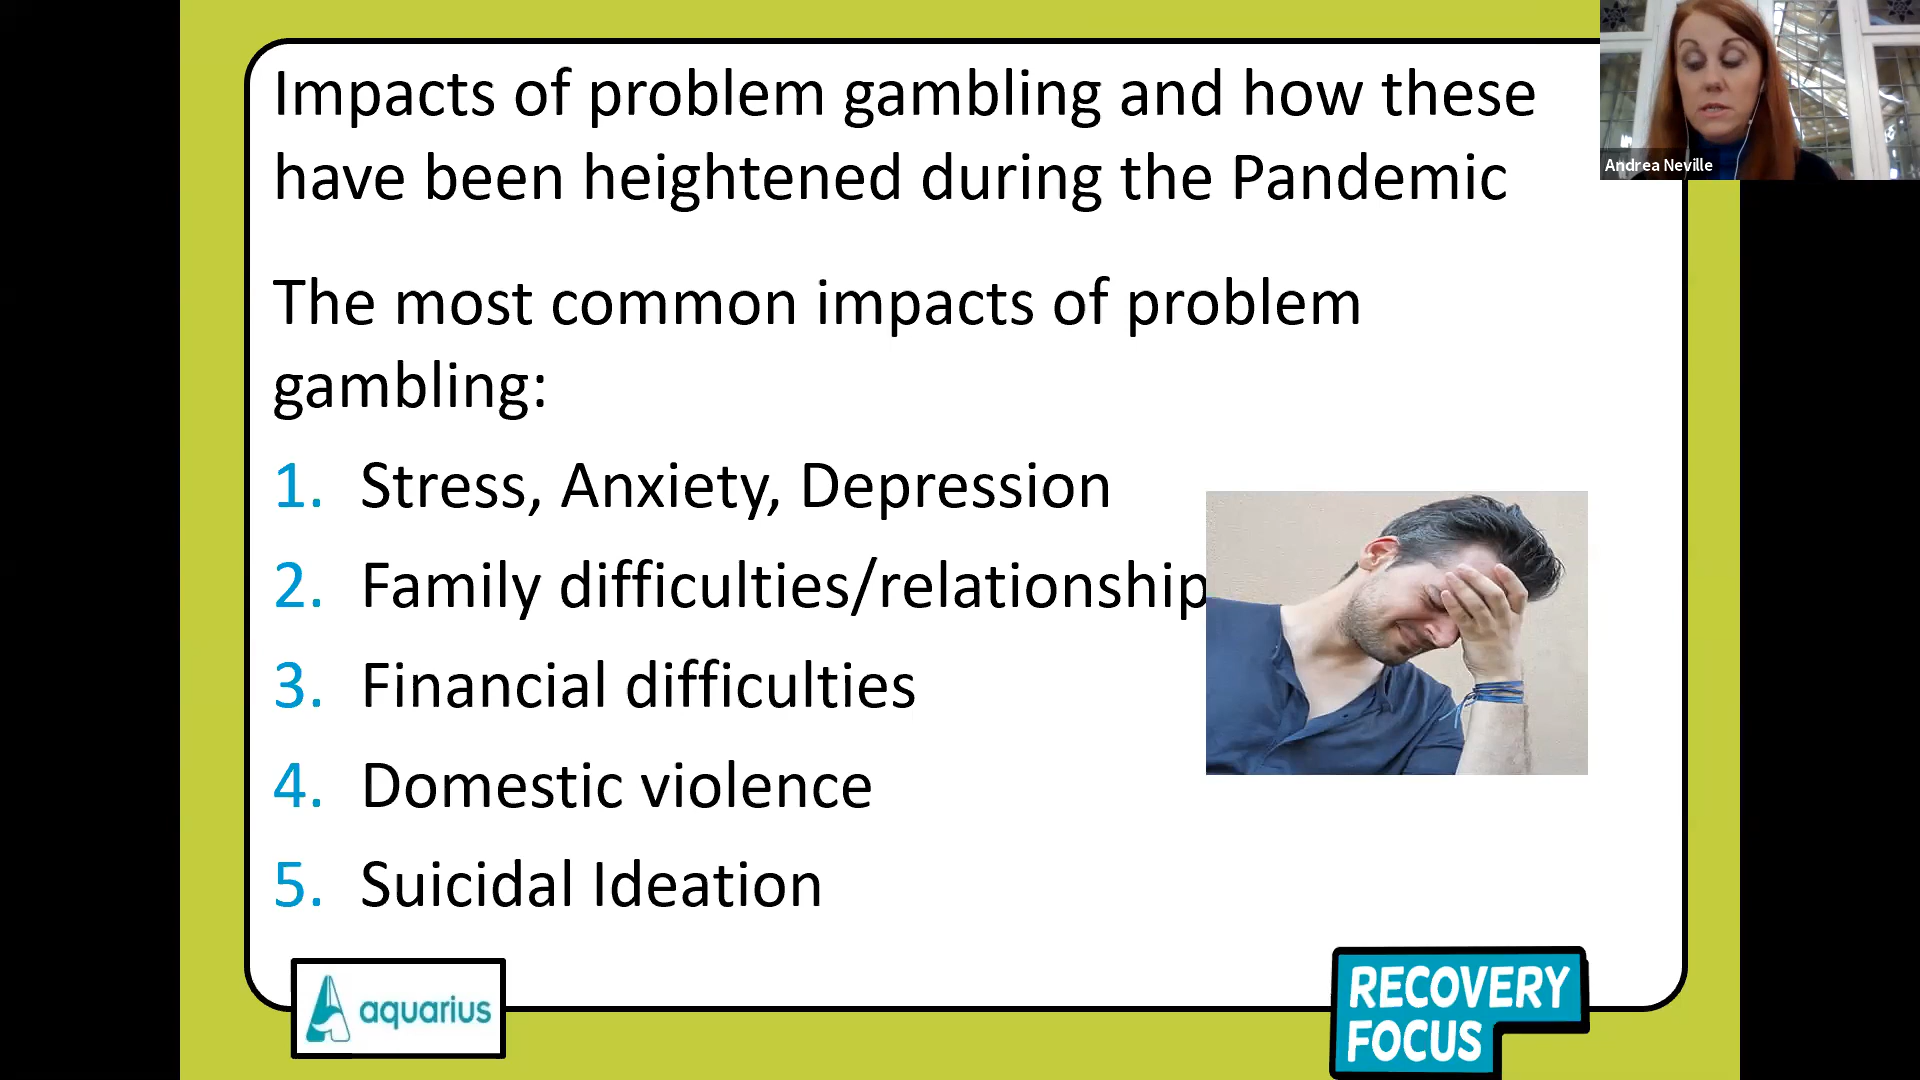 Impacts of problem gambling and how these
have been heightened during the Pandemic
The most common impacts of problem
gambling:
1. Stress, Anxiety, Depression
2. Family difficulties/relationship
3. Financial difficulties
4. Domestic violence
5. Suicidal Ideation
Andrea Neville
aquarius
RECOVERY
FOCUS